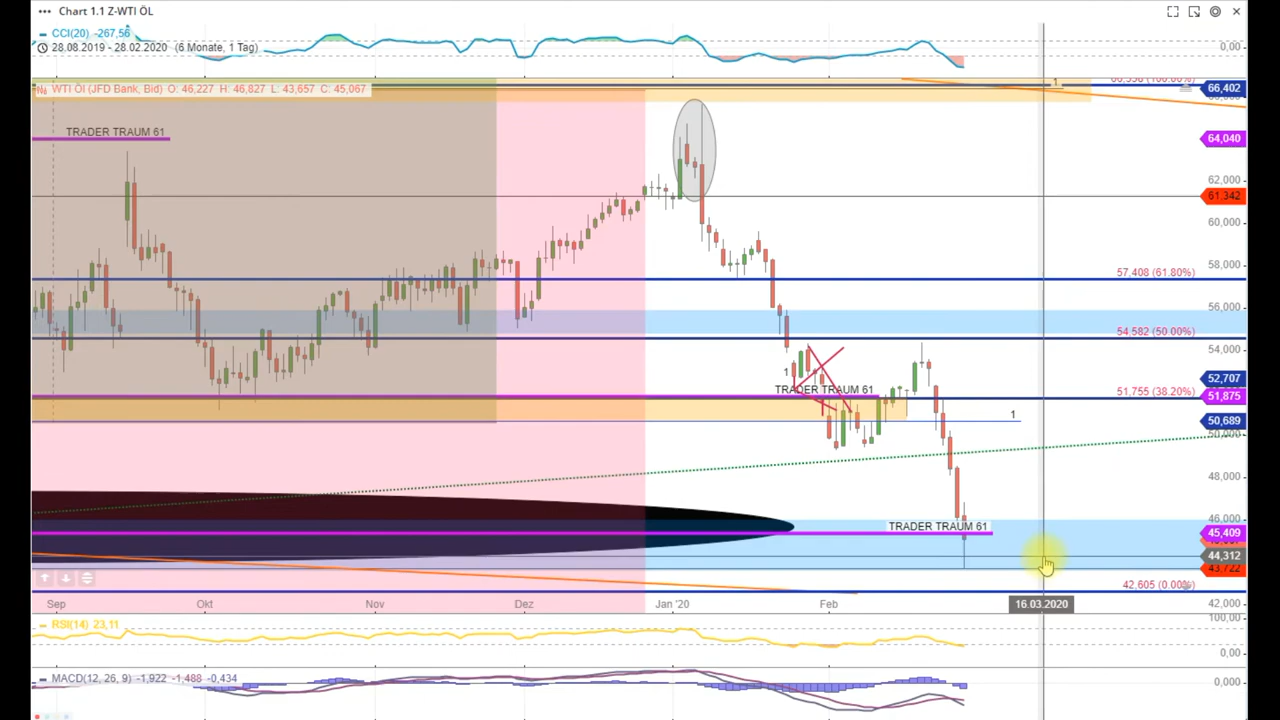 Chart 1.1 Z-WTI ÖL
CCI(20) -267,56
28.08.2019 - 28.02.2020 (6 Monate, 1 Tag)
0,00
WTI Öl (JFD Bank, Bid) O: 46,227 H: 46,827 L: 43,657 C: 45,067
1
66,402
TRADER TRAUM 61
64,040
62,000
61.342
60,000
57,408 (61.80%)
58,000
56,000
54,582 (50.00%)
54,000
1
TRADER TRAUM 61
52,707
51,755 (38.20%)
51,875
1
50,689
50,000
48,000
46,000
TRADER TRAUM 61
45,409
44,312
43,722
42,605 (0.00%)
42,000
Sep Okt Nov Dez Jan '20 Feb 16.03.2020
RSI(14) 23,11
100,00
0,00
MACD(12, 26, 9) -1,922 -1,488 -0,434
0,000